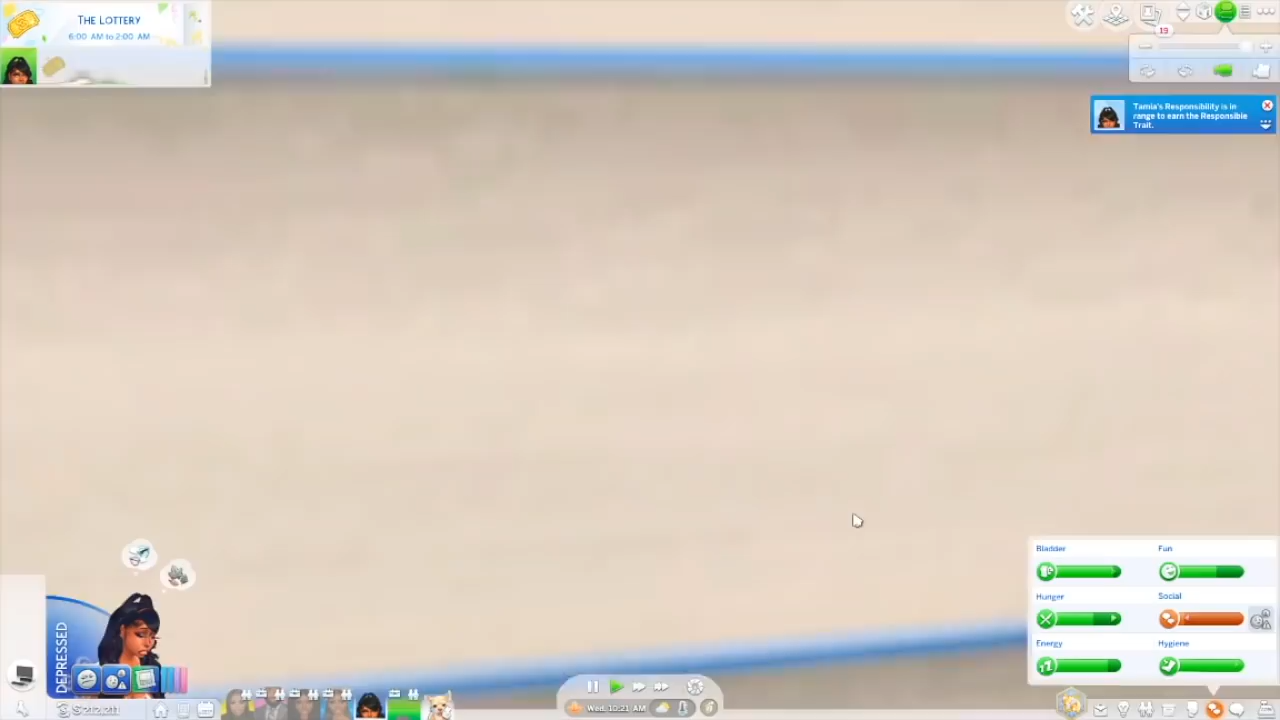 THE LOTTERY
6:00 AM to 2:00 AM
19
Tamia's Responsibility is in
range to earn the Responsible
Trait.
Bladder
Fun
Hunger
Social
Energy
Hygiene
DEPRESSED
Wed. 10:21 AM